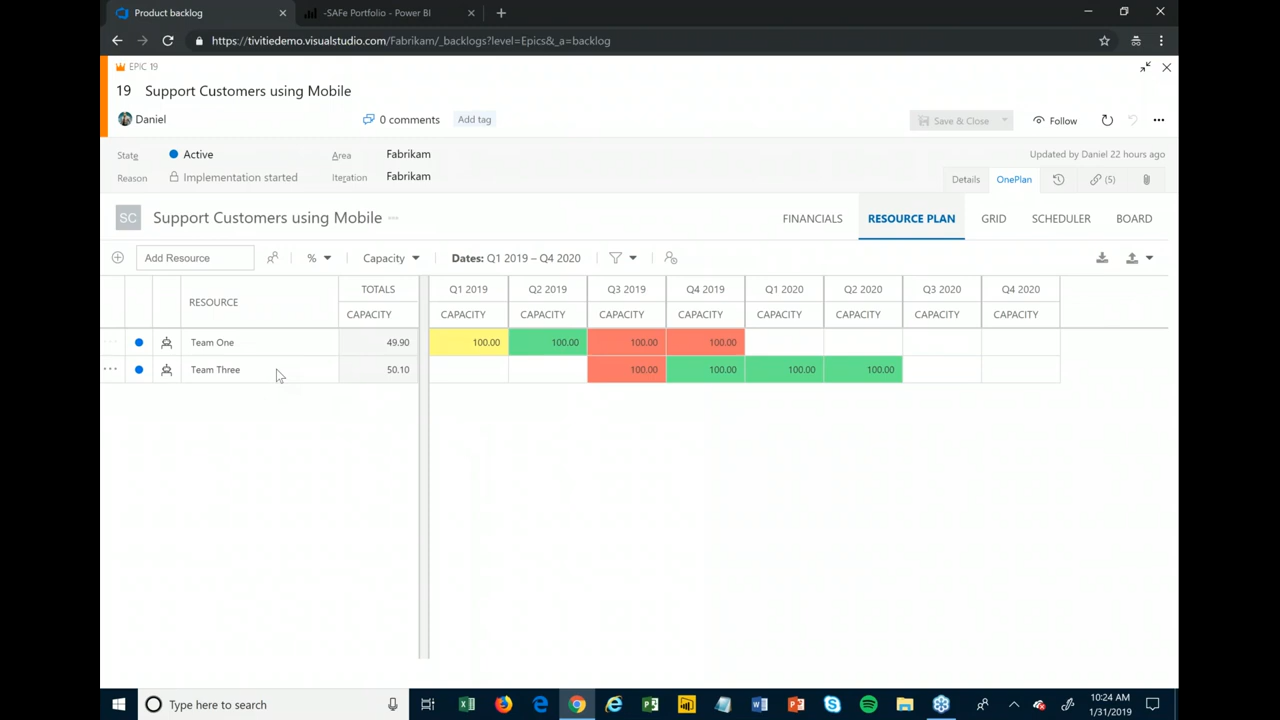 Product backlog
-SAFe Portfolio - Power BI
https://tivitiedemo.visualstudio.com/Fabrikam/_backlogs?level=Epics&_a=backlog
EPIC 19
19 Support Customers using Mobile
Daniel 0 comments Add tag Save & Close Follow
State Active Area Fabrikam Updated by Daniel 22 hours ago
Reason Implementation started Iteration Fabrikam
Details OnePlan (5)
SC Support Customers using Mobile FINANCIALS RESOURCE PLAN GRID SCHEDULER BOARD
Add Resource % Capacity Dates: Q1 2019 – Q4 2020
RESOURCE TOTALS Q1 2019 Q2 2019 Q3 2019 Q4 2019 Q1 2020 Q2 2020 Q3 2020 Q4 2020
CAPACITY CAPACITY CAPACITY CAPACITY CAPACITY CAPACITY CAPACITY CAPACITY CAPACITY
Team One 49.90 100.00 100.00 100.00 100.00
Team Three 50.10 100.00 100.00 100.00 100.00
Type here to search
10:24 AM
1/31/2019